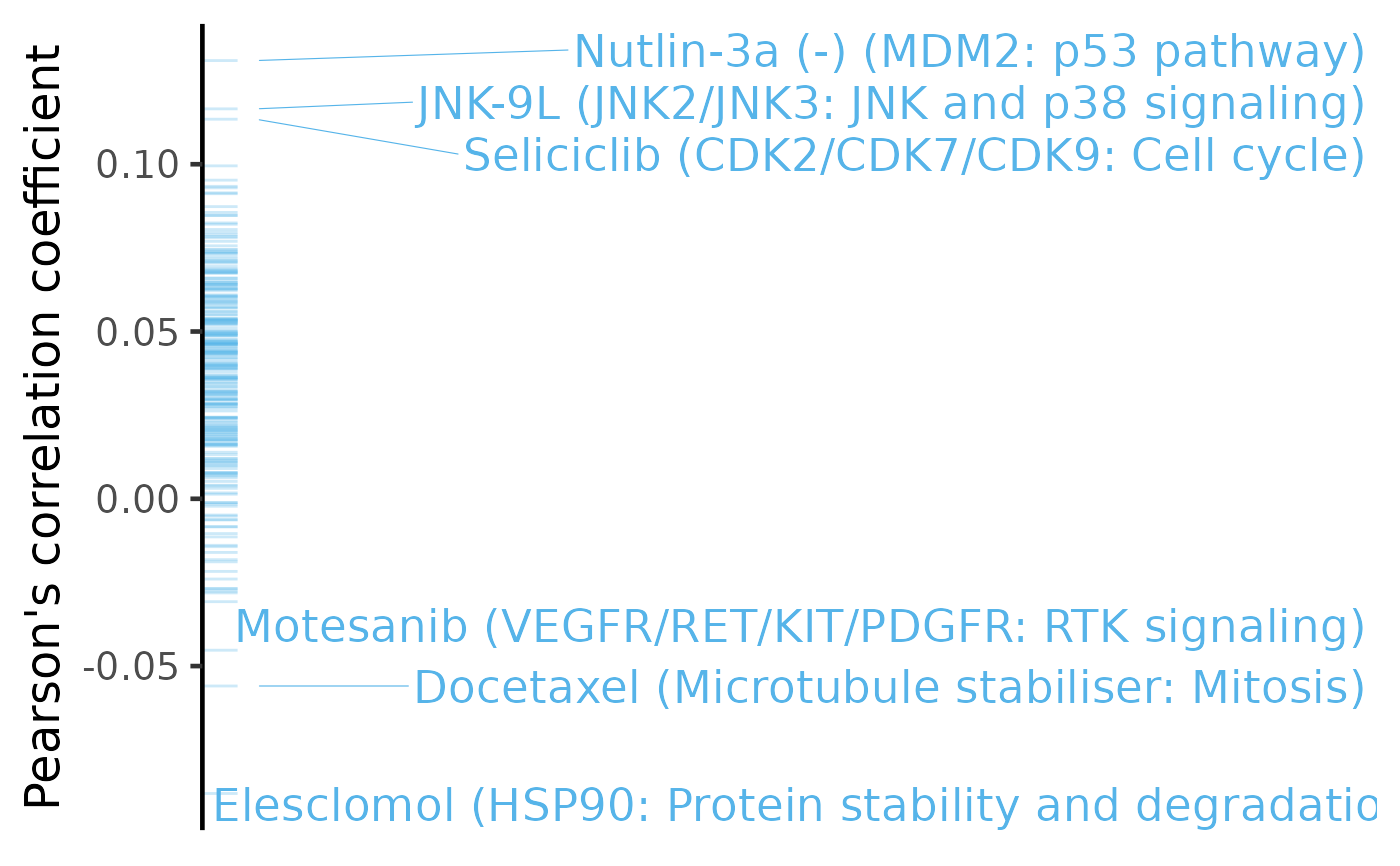 Pearson's correlation coefficient
0.10
0.05
0.00
-0.05
Nutlin-3a (-) (MDM2: p53 pathway)
JNK-9L (JNK2/JNK3: JNK and p38 signaling)
Seliciclib (CDK2/CDK7/CDK9: Cell cycle)
Motesanib (VEGFR/RET/KIT/PDGFR: RTK signaling)
Docetaxel (Microtubule stabiliser: Mitosis)
Elesclomol (HSP90: Protein stability and degradatio